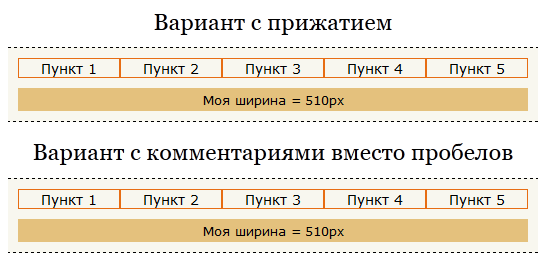 Вариант с прижатием
Пункт 1 Пункт 2 Пункт 3 Пункт 4 Пункт 5
Моя ширина = 510px
Вариант с комментариями вместо пробелов
Пункт 1 Пункт 2 Пункт 3 Пункт 4 Пункт 5
Моя ширина = 510px